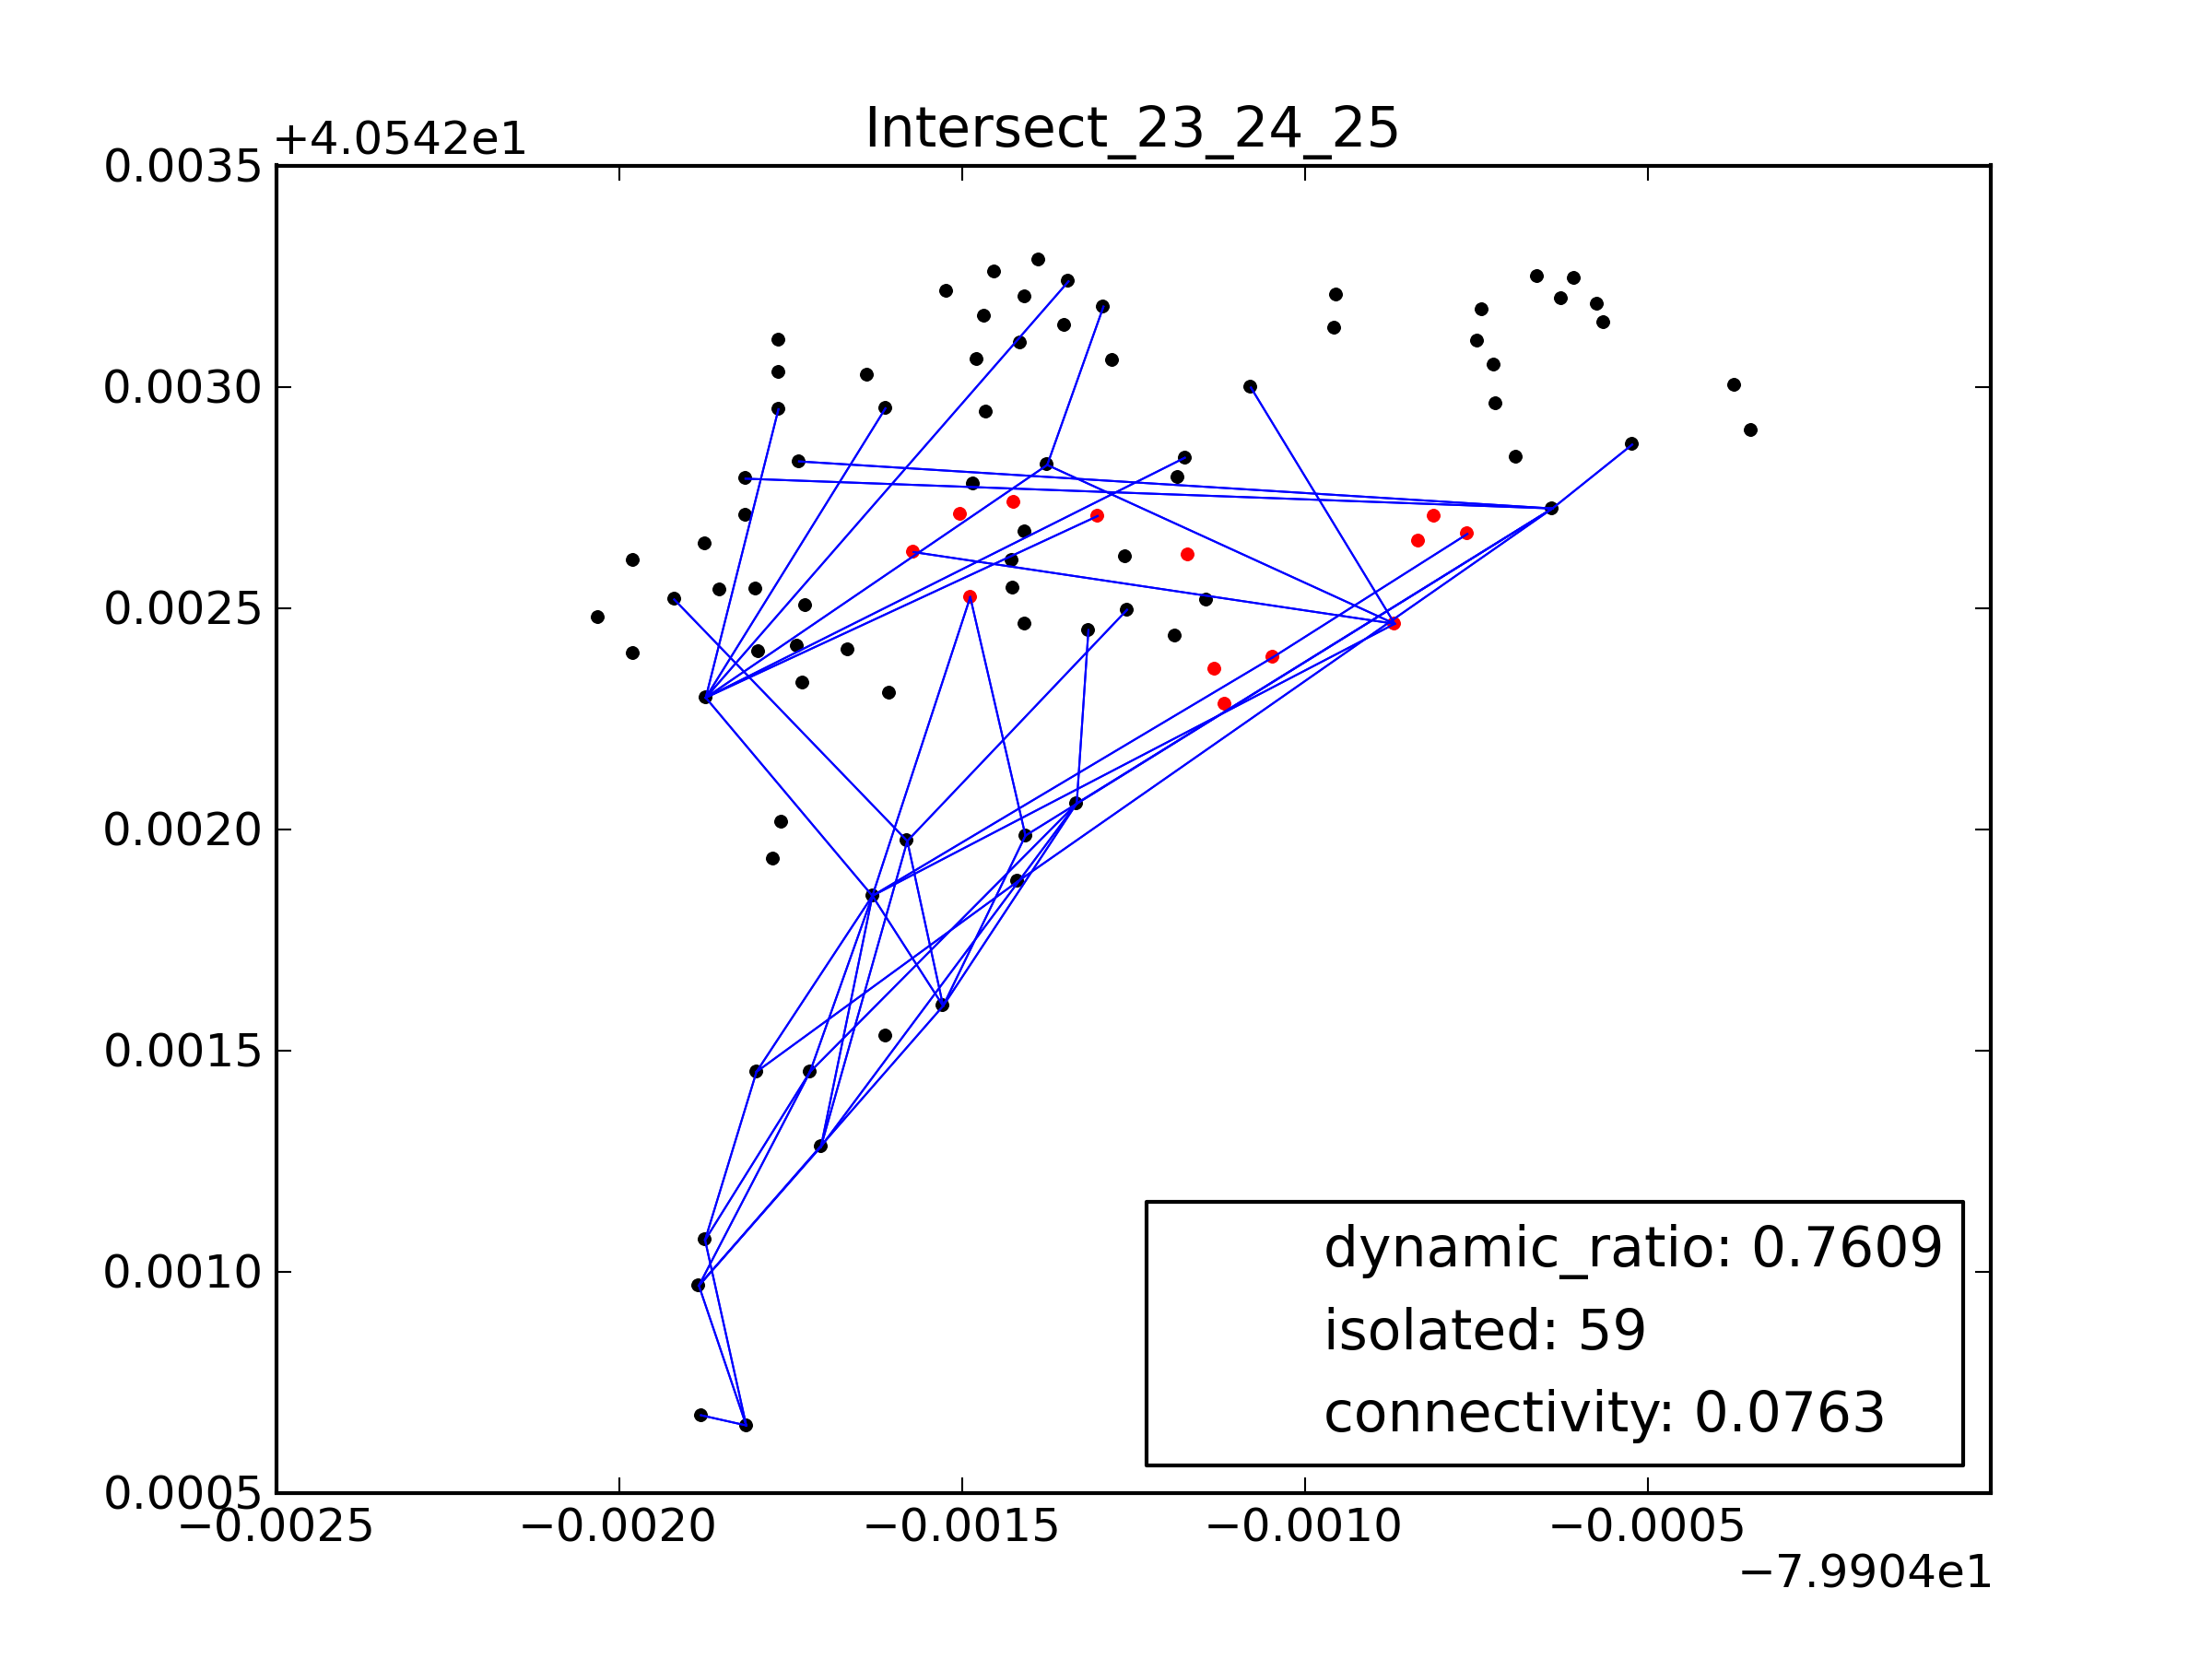 Intersect_23_24_25
+4.0542e1
0.0035
0.0030
0.0025
0.0020
0.0015
0.0010
0.0005
dynamic_ratio: 0.7609
isolated: 59
connectivity: 0.0763
−0.0025 −0.0020 −0.0015 −0.0010 −0.0005
−7.9904e1